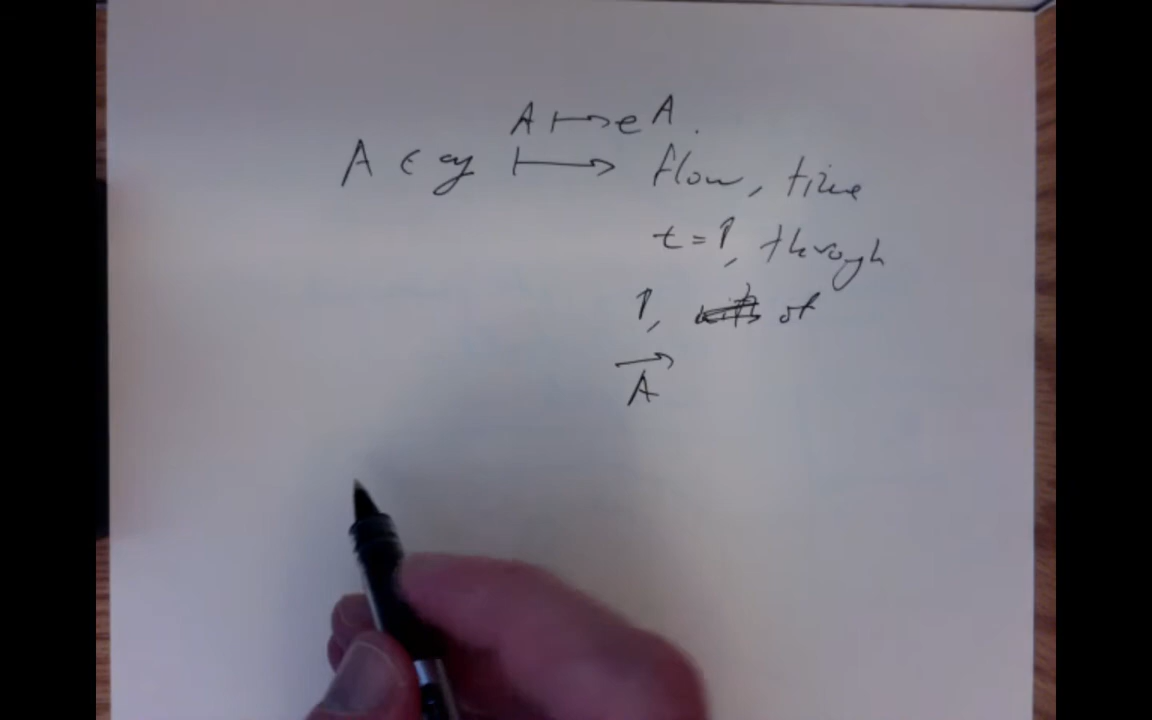 A ↦ e^A.
A ∈ 𝔤 ⟼ flow, time
t = 1, through
1, of
→
A